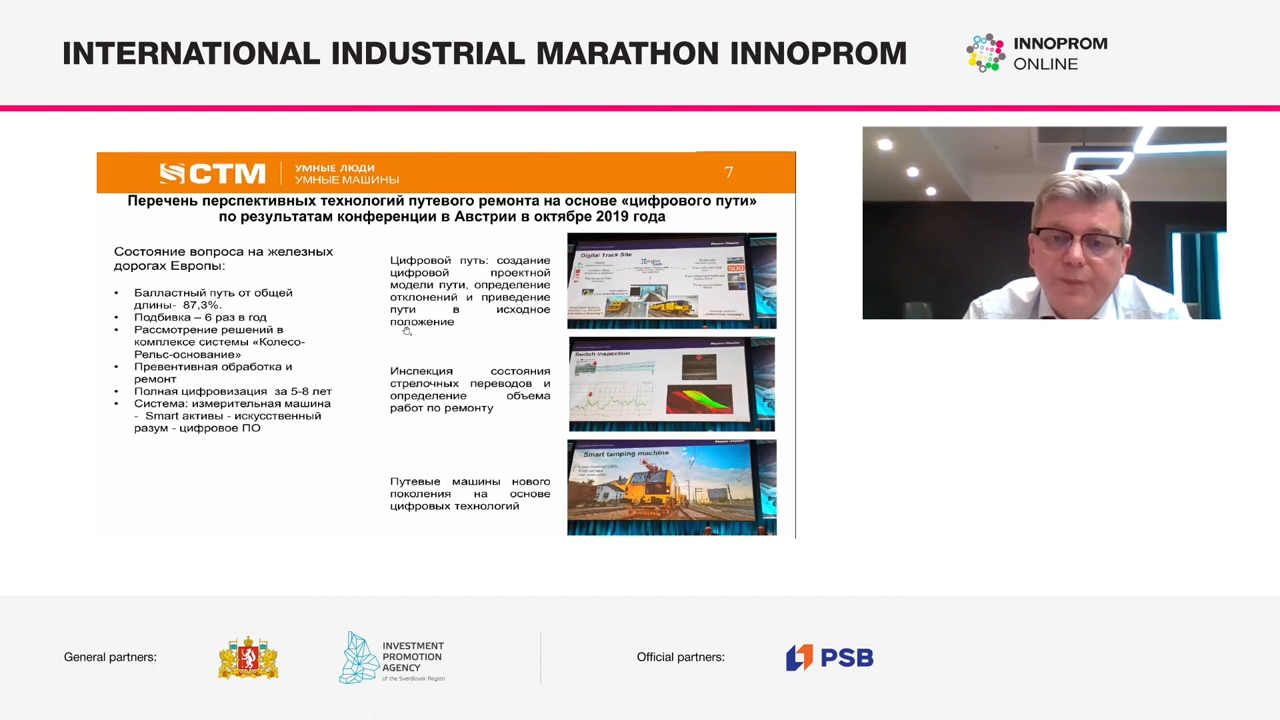 INTERNATIONAL INDUSTRIAL MARATHON INNOPROM
INNOPROM
ONLINE
СТМ
УМНЫЕ ЛЮДИ
УМНЫЕ МАШИНЫ
7
Перечень перспективных технологий путевого ремонта на основе «цифрового пути»
по результатам конференции в Австрии в октябре 2019 года
Состояние вопроса на железных
дорогах Европы:
• Балластный путь от общей
длины- 87,3%.
• Подбивка – 6 раз в год
• Рассмотрение решений в
комплексе системы «Колесо-
Рельс-основание»
• Превентивная обработка и
ремонт
• Полная цифровизация за 5-8 лет
• Система: измерительная машина
- Smart активы - искусственный
разум - цифровое ПО
Цифровой путь: создание
цифровой проектной
модели пути, определение
отклонений и приведение
пути в исходное
положение
Инспекция состояния
стрелочных переводов и
определение объема
работ по ремонту
Путевые машины нового
поколения на основе
цифровых технологий
Digital Track Site
Switch inspection
Smart tamping machine
General partners:
INVESTMENT
PROMOTION
AGENCY
of the Sverdlovsk Region
Official partners:
PSB